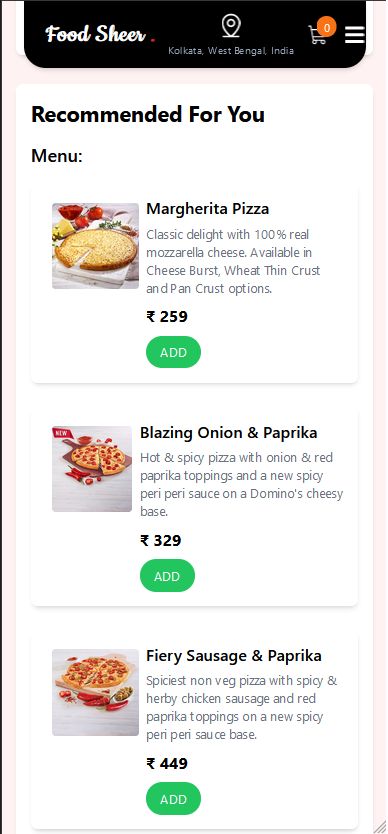 Food Sheer .
0
Kolkata, West Bengal, India
Recommended For You
Menu:
Margherita Pizza
Classic delight with 100% real
mozzarella cheese. Available in
Cheese Burst, Wheat Thin Crust
and Pan Crust options.
₹ 259
ADD
NEW
Blazing Onion & Paprika
Hot & spicy pizza with onion & red
paprika toppings and a new spicy
peri peri sauce on a Domino's cheesy
base.
₹ 329
ADD
Fiery Sausage & Paprika
Spiciest non veg pizza with spicy &
herby chicken sausage and red
paprika toppings on a new spicy
peri peri sauce base.
₹ 449
ADD